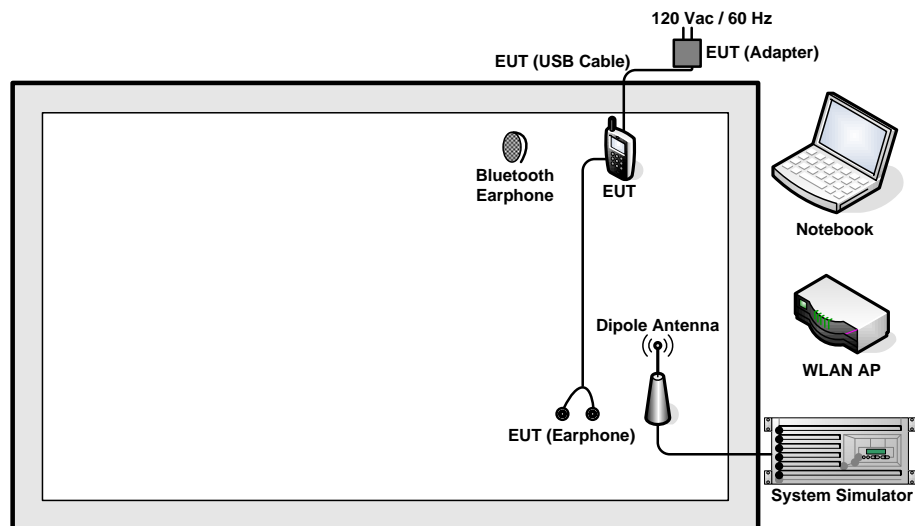 120 Vac / 60 Hz
EUT (USB Cable)
EUT (Adapter)
Bluetooth
Earphone
EUT
Notebook
Dipole Antenna
WLAN AP
EUT (Earphone)
System Simulator